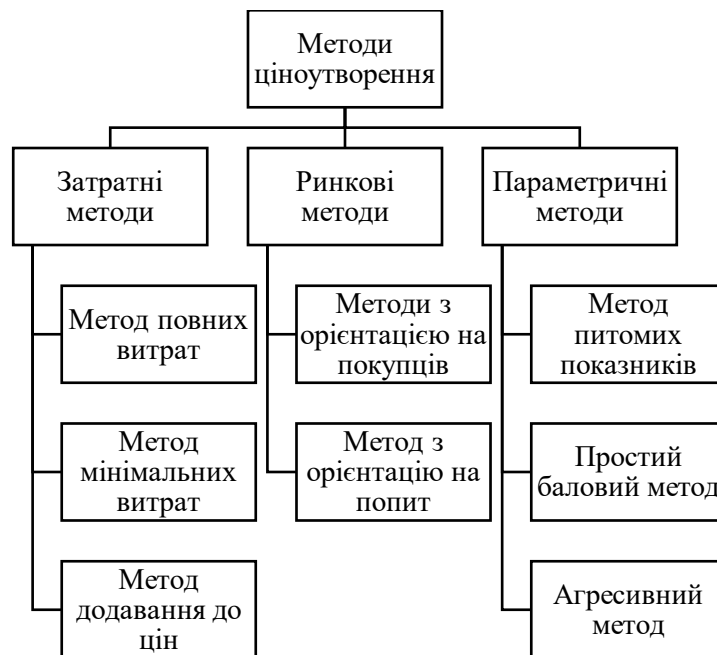 Методи
ціноутворення
Затратні
методи
Ринкові
методи
Параметричні
методи
Метод повних
витрат
Методи з
орієнтацією на
покупців
Метод
питомих
показників
Метод
мінімальних
витрат
Метод з
орієнтацію на
попит
Простий
баловий метод
Метод
додавання до
цін
Агресивний
метод